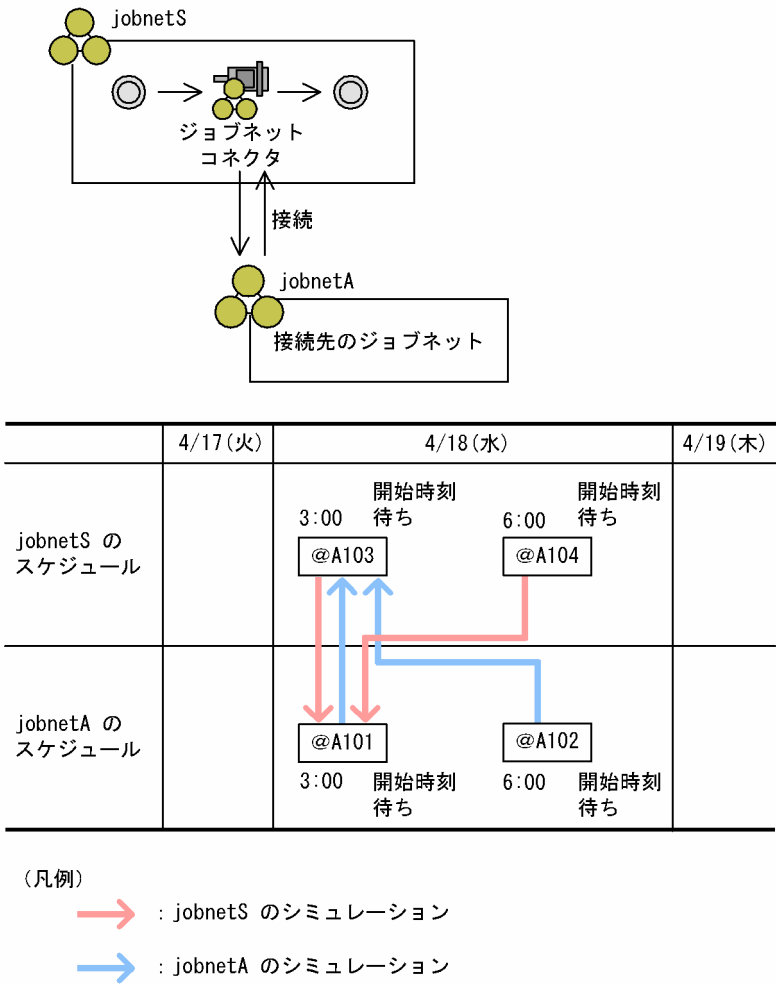 jobnetS
ジョブネット
コネクタ
接続
jobnetA
接続先のジョブネット
4/17(火) 4/18(水) 4/19(木)
jobnetS の
スケジュール
3:00 開始時刻
待ち
6:00 開始時刻
待ち
@A103 @A104
jobnetA の
スケジュール
@A101 @A102
3:00 開始時刻
待ち
6:00 開始時刻
待ち
(凡例)
:jobnetS のシミュレーション
:jobnetA のシミュレーション